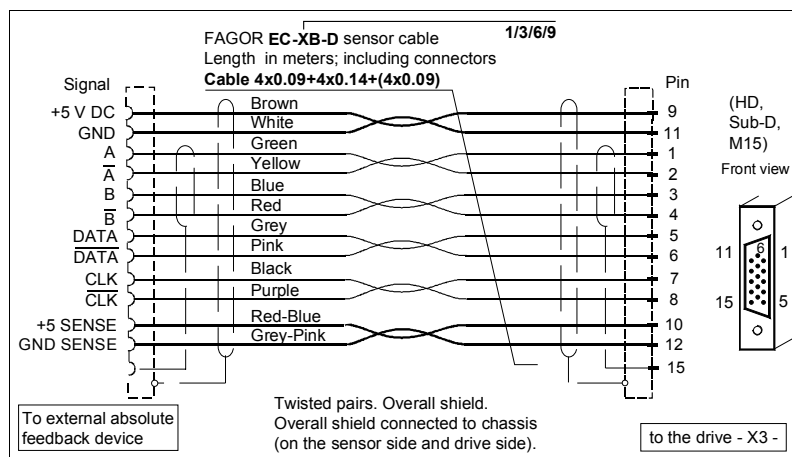 FAGOR EC-XB-D sensor cable 1/3/6/9
Length in meters; including connectors
Cable 4x0.09+4x0.14+(4x0.09)
Signal Pin
+5 V DC Brown 9
GND White 11
A Green 1
A̅ Yellow 2
B Blue 3
B̅ Red 4
DATA Grey 5
D̅A̅T̅A̅ Pink 6
CLK Black 7
C̅L̅K̅ Purple 8
+5 SENSE Red-Blue 10
GND SENSE Grey-Pink 12
15
(HD,
Sub-D,
M15)
Front view
11 6 1
15 5
To external absolute
feedback device
Twisted pairs. Overall shield.
Overall shield connected to chassis
(on the sensor side and drive side).
to the drive - X3 -